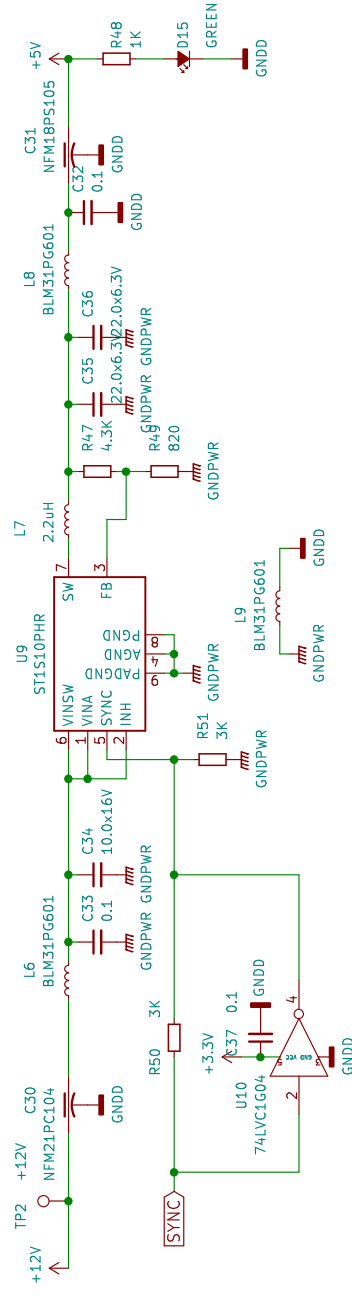 +12V
TP2
+12V
C30
NFM21PC104
GNDD
L6
BLM31PG601
C33
0.1
GNDPWR
C34
10.0x16V
GNDPWR
U9
ST1S10PHR
6
VINSW
1
VINA
5
SYNC
2
INH
7
SW
3
FB
PGND
8
AGND
4
PADGND
9
GNDPWR
L7
2.2uH
R47
4.3K
R49
820
GNDPWR
C35
22.0x6.3V
GNDPWR
C36
22.0x6.3V
GNDPWR
L8
BLM31PG601
C32
0.1
GNDD
C31
NFM18PS105
GNDD
+5V
R48
1K
D15
GREEN
GNDD
SYNC
R50
3K
R51
3K
GNDPWR
+3.3V
C37
0.1
GNDD
U10
74LVC1G04
2
4
GND
VCC
5
3
GNDD
L9
BLM31PG601
GNDPWR
GNDD